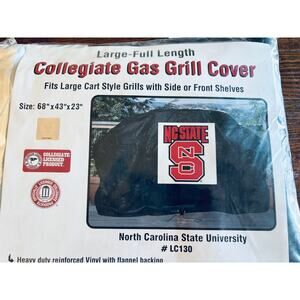 Large-Full Length
Collegiate Gas Grill Cover
Fits Large Cart Style Grills with Side or Front Shelves
Size: 68"x43"x23"
NC STATE
S
COLLEGIATE
LICENSED
PRODUCT
North Carolina State University
# LC130
Heavy duty reinforced Vinyl with flannel backing